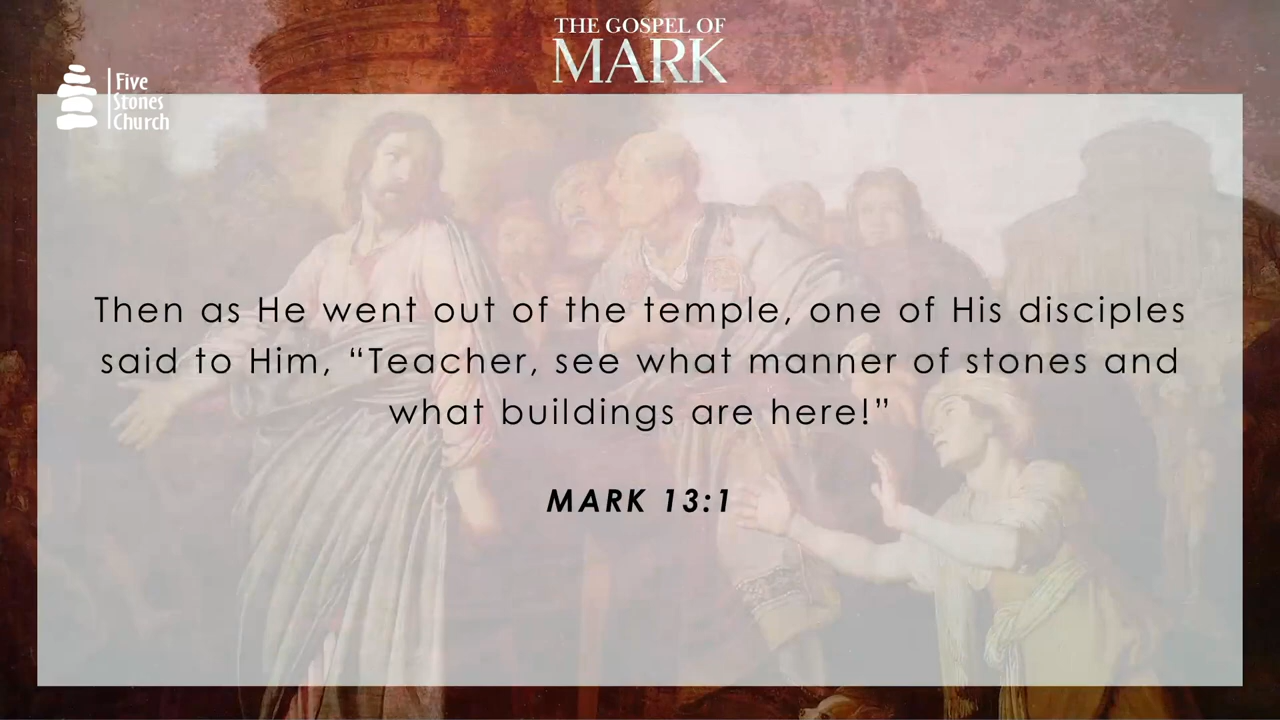 THE GOSPEL OF
MARK
Five
Stones
Church
Then as He went out of the temple, one of His disciples
said to Him, “Teacher, see what manner of stones and
what buildings are here!”
MARK 13:1